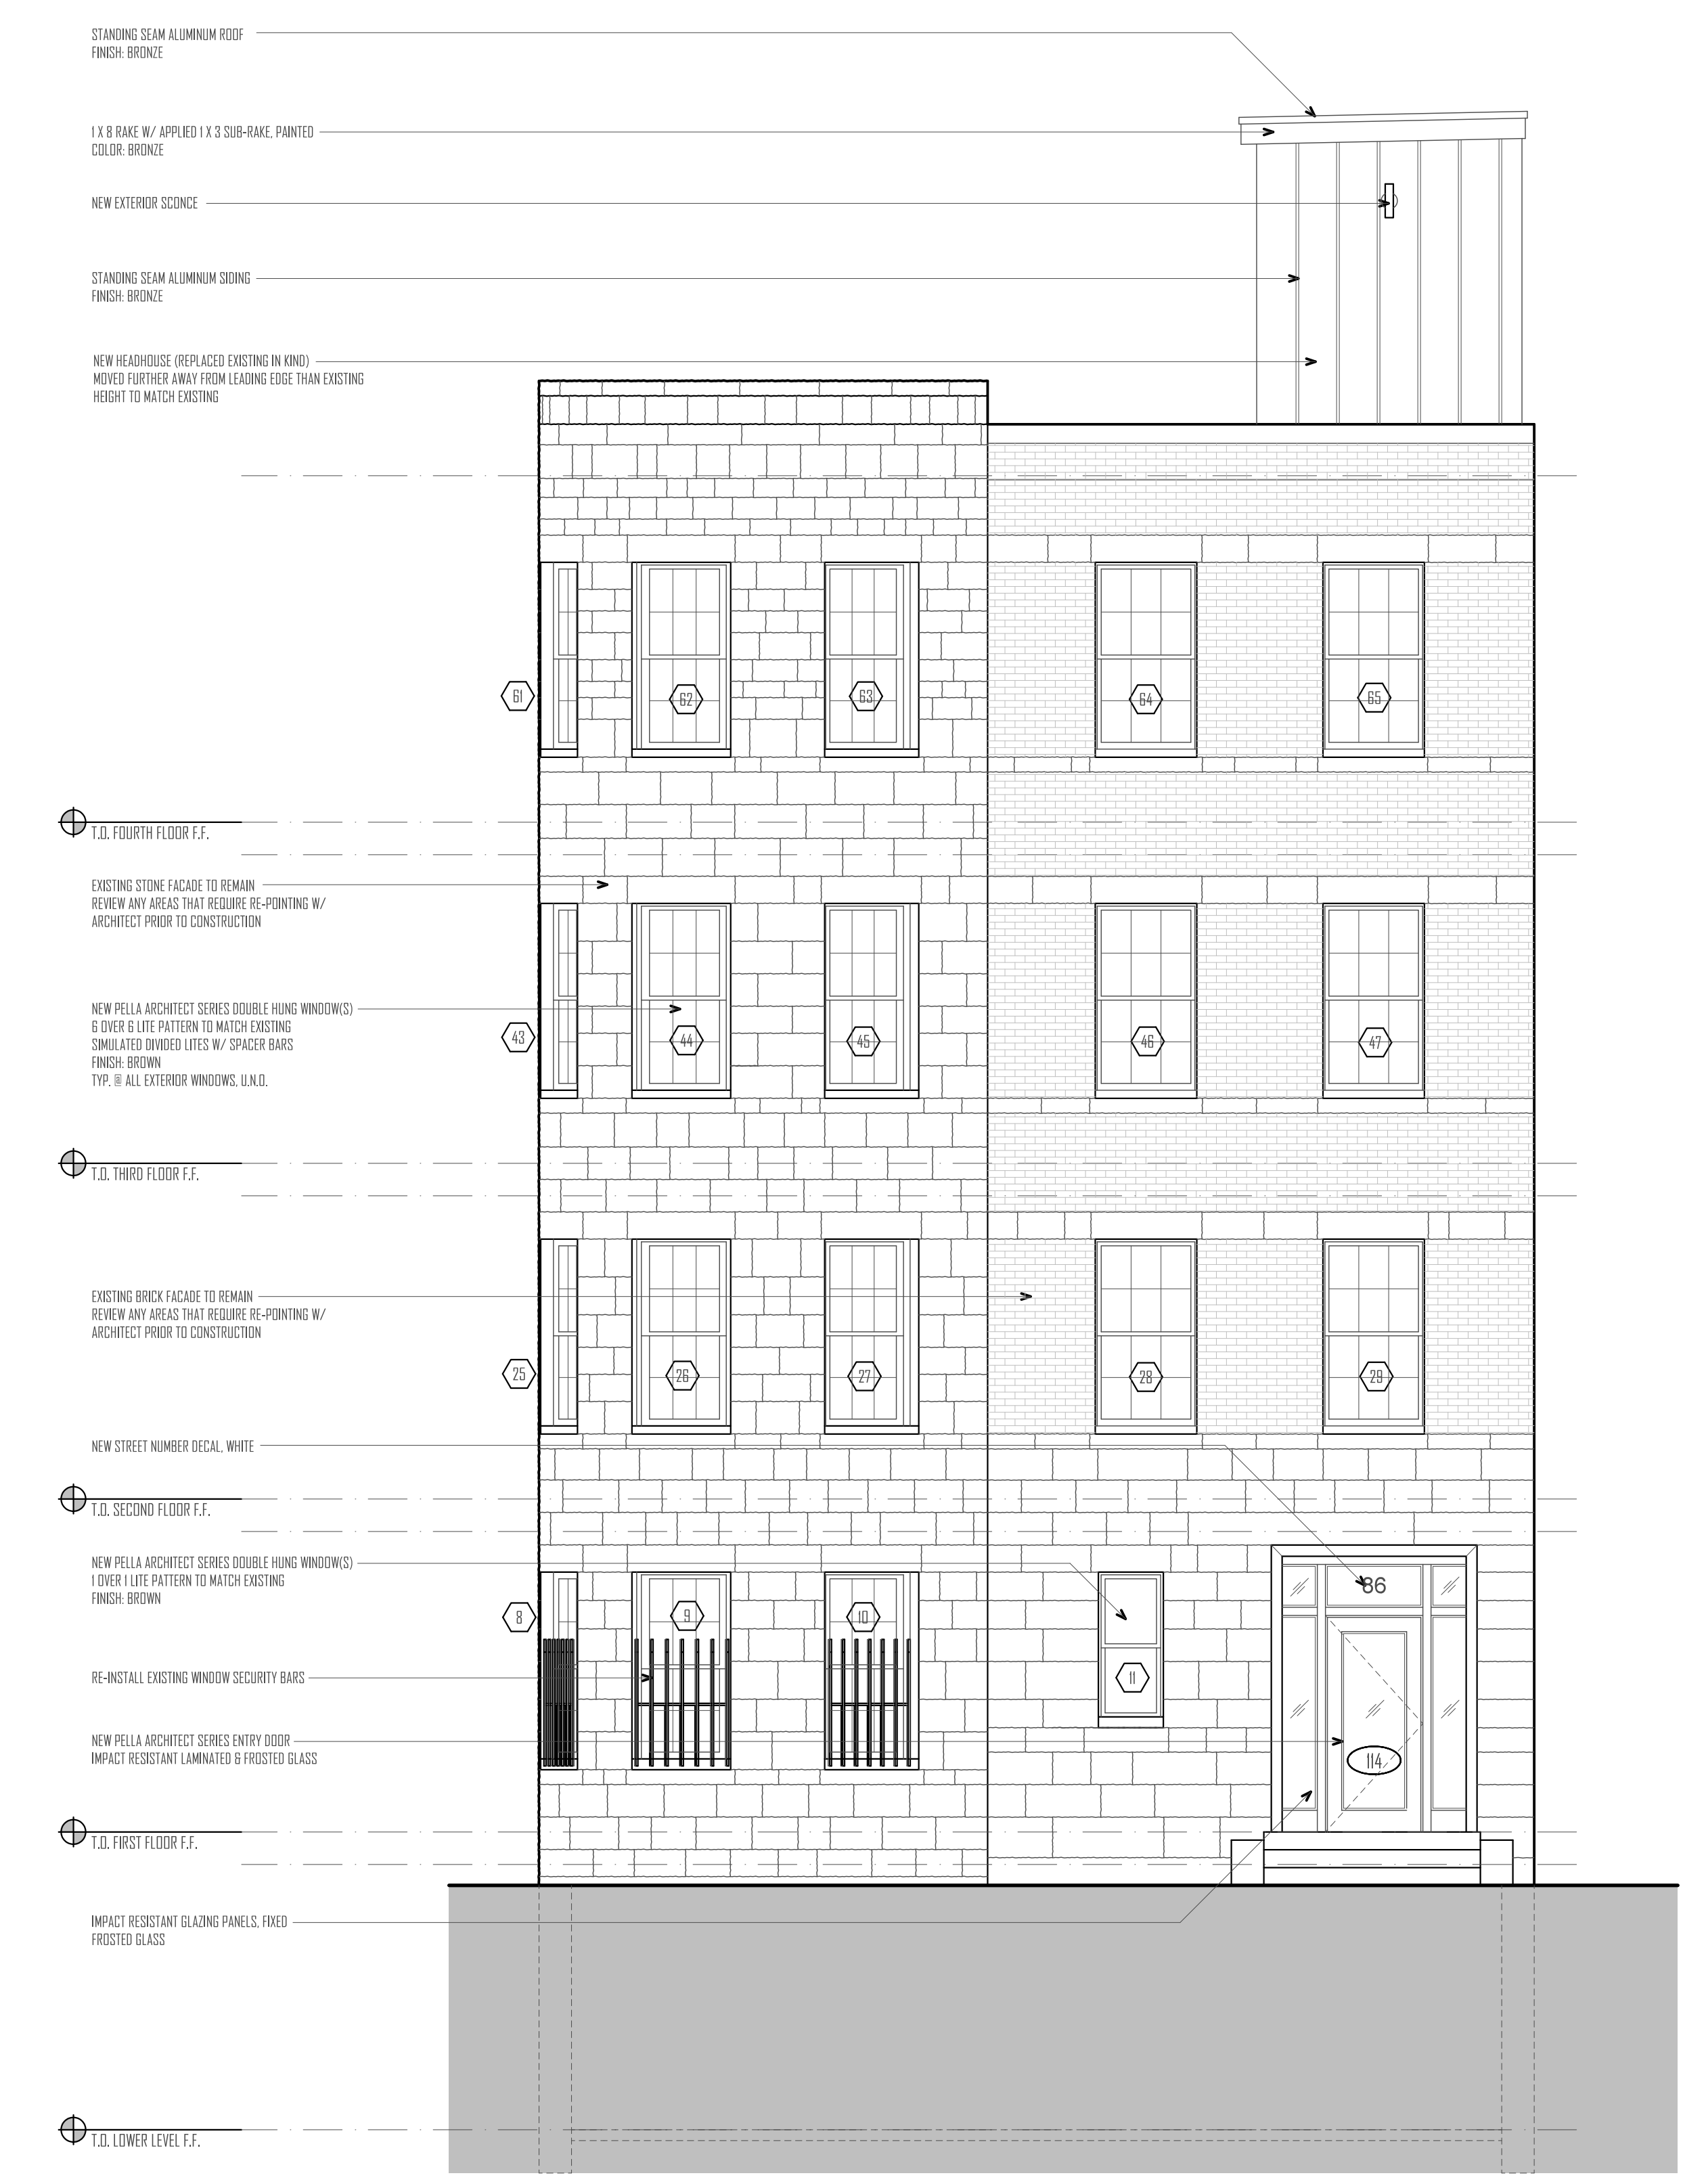 STANDING SEAM ALUMINUM ROOF
FINISH: BRONZE
1 X 8 RAKE W/ APPLIED 1 X 3 SUB-RAKE, PAINTED
COLOR: BRONZE
NEW EXTERIOR SCONCE
STANDING SEAM ALUMINUM SIDING
FINISH: BRONZE
NEW HEADHOUSE (REPLACED EXISTING IN KIND)
MOVED FURTHER AWAY FROM LEADING EDGE THAN EXISTING
HEIGHT TO MATCH EXISTING
61
62
63
64
65
T.O. FOURTH FLOOR F.F.
EXISTING STONE FACADE TO REMAIN
REVIEW ANY AREAS THAT REQUIRE RE-POINTING W/
ARCHITECT PRIOR TO CONSTRUCTION
NEW PELLA ARCHITECT SERIES DOUBLE HUNG WINDOW(S)
6 OVER 6 LITE PATTERN TO MATCH EXISTING
SIMULATED DIVIDED LITES W/ SPACER BARS
FINISH: BROWN
TYP. @ ALL EXTERIOR WINDOWS, U.N.O.
43
44
45
46
47
T.O. THIRD FLOOR F.F.
EXISTING BRICK FACADE TO REMAIN
REVIEW ANY AREAS THAT REQUIRE RE-POINTING W/
ARCHITECT PRIOR TO CONSTRUCTION
25
26
27
28
29
NEW STREET NUMBER DECAL, WHITE
T.O. SECOND FLOOR F.F.
NEW PELLA ARCHITECT SERIES DOUBLE HUNG WINDOW(S)
1 OVER 1 LITE PATTERN TO MATCH EXISTING
FINISH: BROWN
86
8
9
10
11
RE-INSTALL EXISTING WINDOW SECURITY BARS
NEW PELLA ARCHITECT SERIES ENTRY DOOR
IMPACT RESISTANT LAMINATED & FROSTED GLASS
114
T.O. FIRST FLOOR F.F.
IMPACT RESISTANT GLAZING PANELS, FIXED
FROSTED GLASS
T.O. LOWER LEVEL F.F.